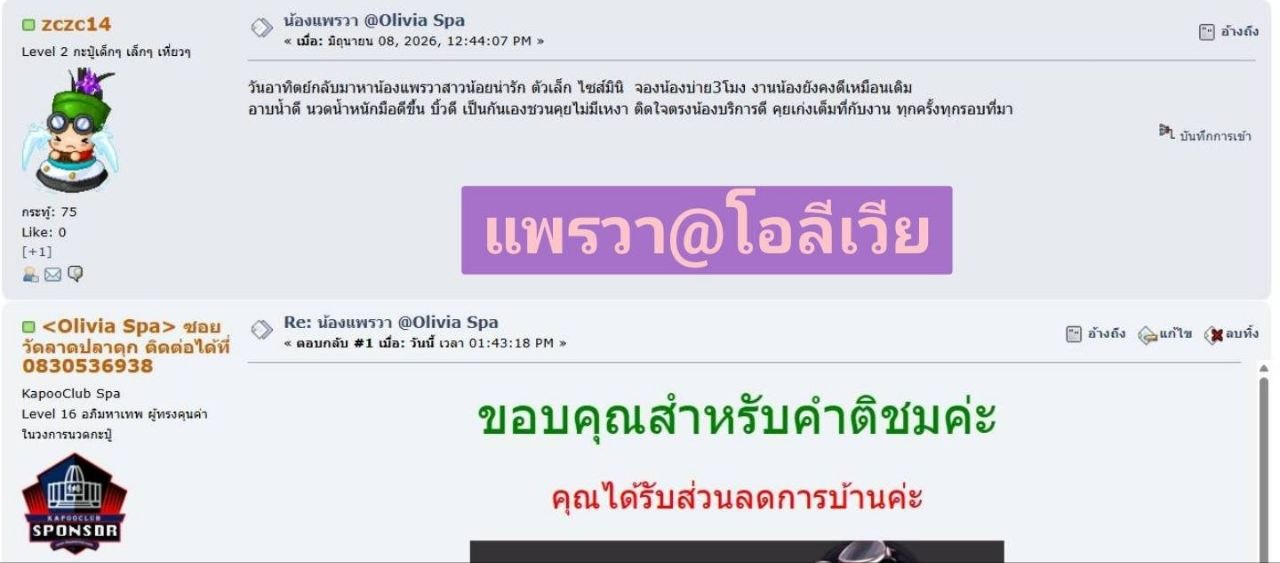 zczc14
Level 2 กะปู๋เด็กๆ เล็กๆ เที่ยวๆ
กระทู้: 75
Like: 0
[+1]
น้องแพรวา @Olivia Spa
« เมื่อ: มิถุนายน 08, 2026, 12:44:07 PM »
อ้างถึง
วันอาทิตย์กลับมาหาน้องแพรวาสาวน้อยน่ารัก ตัวเล็ก ไซส์มินิ จองน้องบ่าย3โมง งานน้องยังคงดีเหมือนเดิม
อาบน้ำดี นวดน้ำหนักมือดีขึ้น บิ้วดี เป็นกันเองชวนคุยไม่มีเหงา ติดใจตรงน้องบริการดี คุยเก่งเต็มที่กับงาน ทุกครั้งทุกรอบที่มา
บันทึกการเข้า
แพรวา@โอลีเวีย
<Olivia Spa> ซอย
วัดลาดปลาดุก ติดต่อได้ที่
0830536938
KapooClub Spa
Level 16 อภิมหาเทพ ผู้ทรงคุณค่า
ในวงการนวดกะปู๋
KAPOOCLUB
SPONSOR
Re: น้องแพรวา @Olivia Spa
« ตอบกลับ #1 เมื่อ: วันนี้ เวลา 01:43:18 PM »
อ้างถึง แก้ไข ลบทิ้ง
ขอบคุณสำหรับคำติชมค่ะ
คุณได้รับส่วนลดการบ้านค่ะ